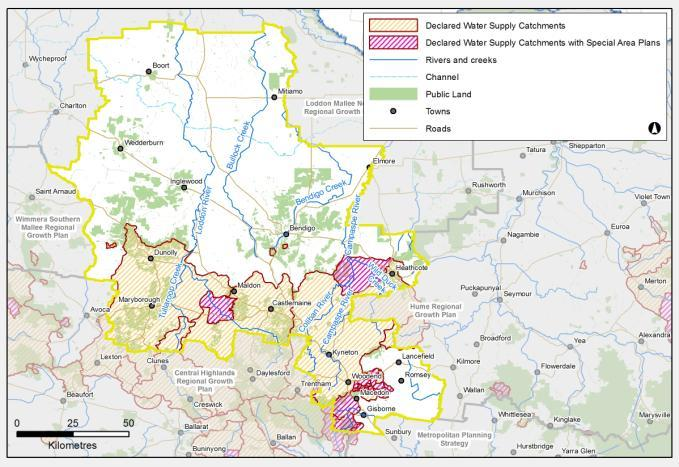 Declared Water Supply Catchments
Declared Water Supply Catchments with Special Area Plans
Rivers and creeks
Channel
Public Land
Towns
Roads
Wycheproof
Boort
Charlton
Mitiamo
Loddon Mallee
Regional Growth
Wedderburn
Bullock Creek
Elmore
Tatura
Shepparton
Inglewood
Bendigo Creek
Rushworth
Murchison
Violet Town
Saint Arnaud
Loddon River
Campaspe River
Wimmera Southern
Mallee Regional
Growth Plan
Bendigo
Nagambie
Euroa
Dunolly
Heathcote
Merton
Tullaroop Creek
Maldon
Puckapunyal
Seymour
Maryborough
Castlemaine
Coliban River
Campaspe River
Hume Regional
Growth Plan
Avoca
Alexandra
Broadford
Yea
Lexton
Clunes
Kyneton
Lancefield
Kilmore
Flowerdale
Central Highlands
Regional Growth
Plan
Daylesford
Trentham
Woodend
Romsey
Macedon
Wallan
Beaufort
Creswick
Gisborne
Whittlesea
Kinglake
Marysville
Ballarat
Metropolitan Planning
Strategy
Sunbury
Hurstbridge
Yarra Glen
Buninyong
Ballan
0 25 50
Kilometres